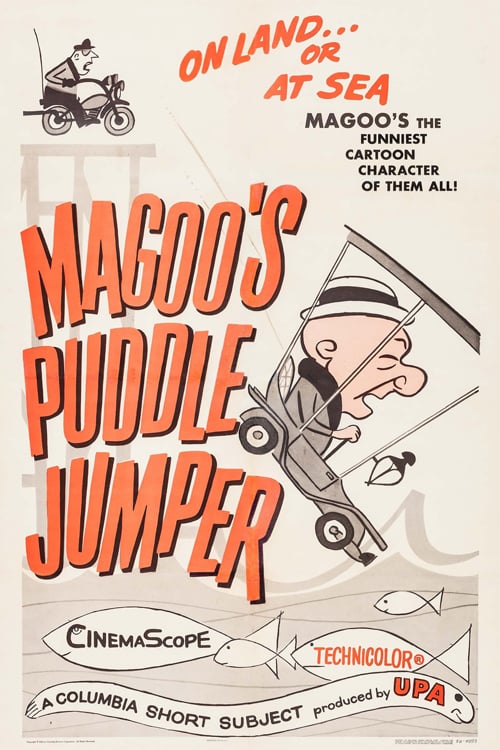 ON LAND...
OR
AT SEA
MAGOO'S THE
FUNNIEST
CARTOON
CHARACTER
OF THEM ALL!
MAGOO'S
PUDDLE
JUMPER
CINEMASCOPE
TECHNICOLOR®
A COLUMBIA SHORT SUBJECT produced by UPA